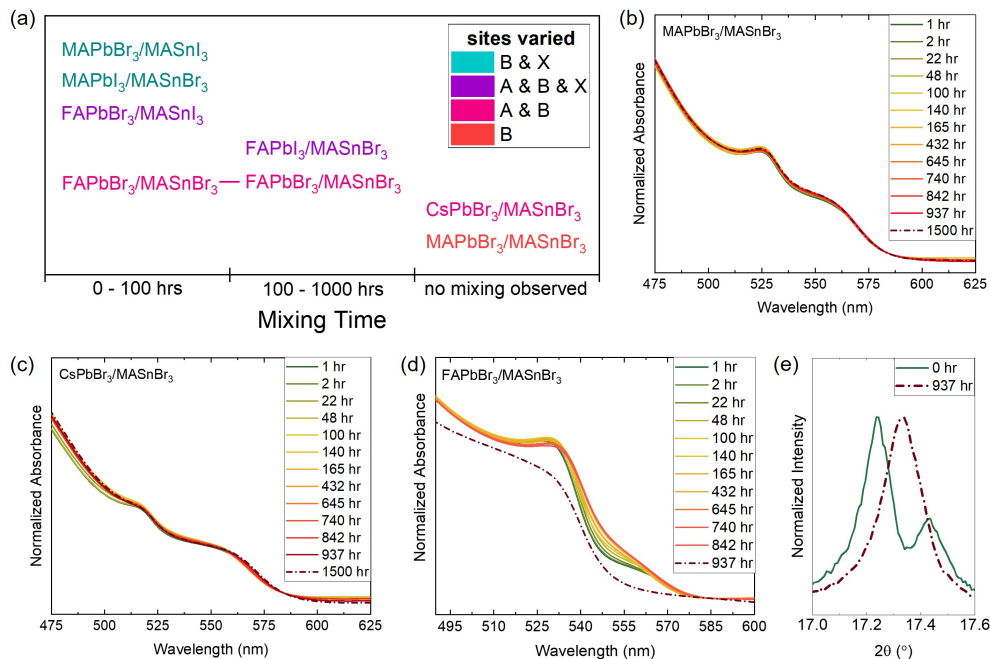 (a)
MAPbBr₃/MASnI₃
MAPbI₃/MASnBr₃
FAPbBr₃/MASnI₃
FAPbI₃/MASnBr₃
FAPbBr₃/MASnBr₃ — FAPbBr₃/MASnBr₃
CsPbBr₃/MASnBr₃
MAPbBr₃/MASnBr₃
sites varied
B & X
A & B & X
A & B
B
0 - 100 hrs 100 - 1000 hrs no mixing observed
Mixing Time
(b)
MAPbBr₃/MASnBr₃
Normalized Absorbance
1 hr
2 hr
22 hr
48 hr
100 hr
140 hr
165 hr
432 hr
645 hr
740 hr
842 hr
937 hr
1500 hr
475 500 525 550 575 600 625
Wavelength (nm)
(c)
CsPbBr₃/MASnBr₃
Normalized Absorbance
1 hr
2 hr
22 hr
48 hr
100 hr
140 hr
165 hr
432 hr
645 hr
740 hr
842 hr
937 hr
1500 hr
475 500 525 550 575 600 625
Wavelength (nm)
(d)
FAPbBr₃/MASnBr₃
Normalized Absorbance
1 hr
2 hr
22 hr
48 hr
100 hr
140 hr
165 hr
432 hr
645 hr
740 hr
842 hr
937 hr
495 510 525 540 555 570 585 600
Wavelength (nm)
(e)
0 hr
937 hr
Normalized Intensity
17.0 17.2 17.4 17.6
2θ (°)